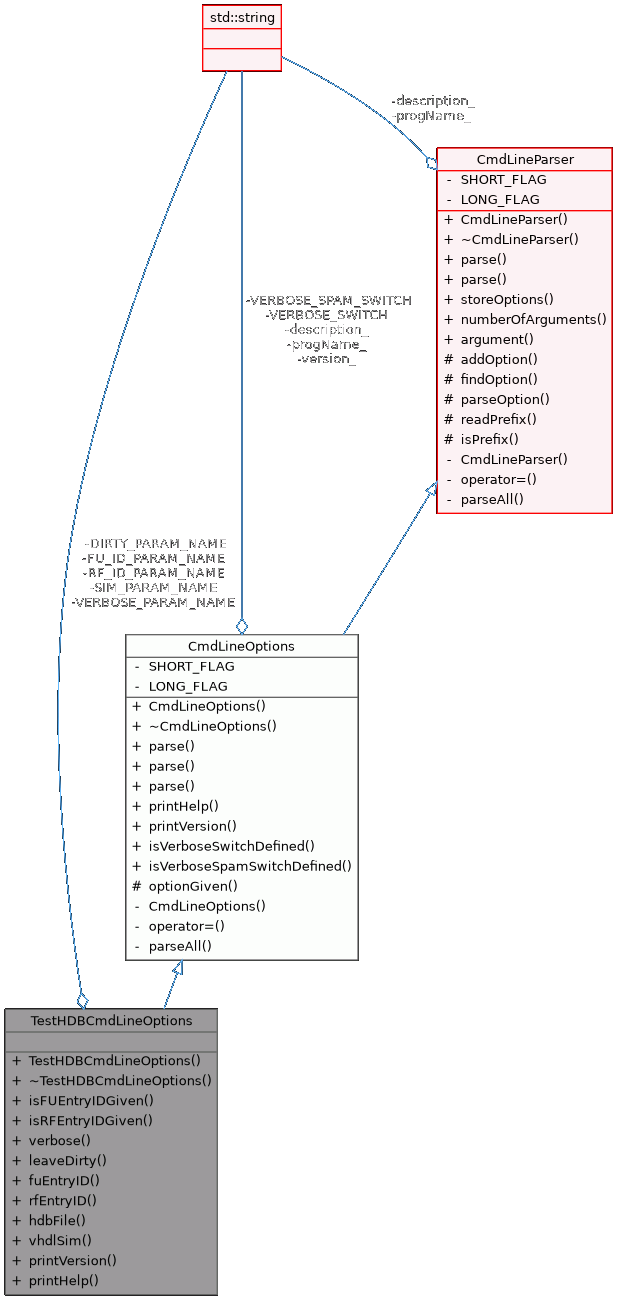 std::string
-description_
-progName_
CmdLineParser
- SHORT_FLAG
- LONG_FLAG
+ CmdLineParser()
+ ~CmdLineParser()
+ parse()
+ parse()
+ storeOptions()
+ numberOfArguments()
+ argument()
# addOption()
# findOption()
# parseOption()
# readPrefix()
# isPrefix()
- CmdLineParser()
- operator=()
- parseAll()
-VERBOSE_SPAM_SWITCH
-VERBOSE_SWITCH
-description_
-progName_
-version_
-DIRTY_PARAM_NAME
-FU_ID_PARAM_NAME
-RF_ID_PARAM_NAME
-SIM_PARAM_NAME
-VERBOSE_PARAM_NAME
CmdLineOptions
- SHORT_FLAG
- LONG_FLAG
+ CmdLineOptions()
+ ~CmdLineOptions()
+ parse()
+ parse()
+ parse()
+ printHelp()
+ printVersion()
+ isVerboseSwitchDefined()
+ isVerboseSpamSwitchDefined()
# optionGiven()
- CmdLineOptions()
- operator=()
- parseAll()
TestHDBCmdLineOptions
+ TestHDBCmdLineOptions()
+ ~TestHDBCmdLineOptions()
+ isFUEntryIDGiven()
+ isRFEntryIDGiven()
+ verbose()
+ leaveDirty()
+ fuEntryID()
+ rfEntryID()
+ hdbFile()
+ vhdlSim()
+ printVersion()
+ printHelp()